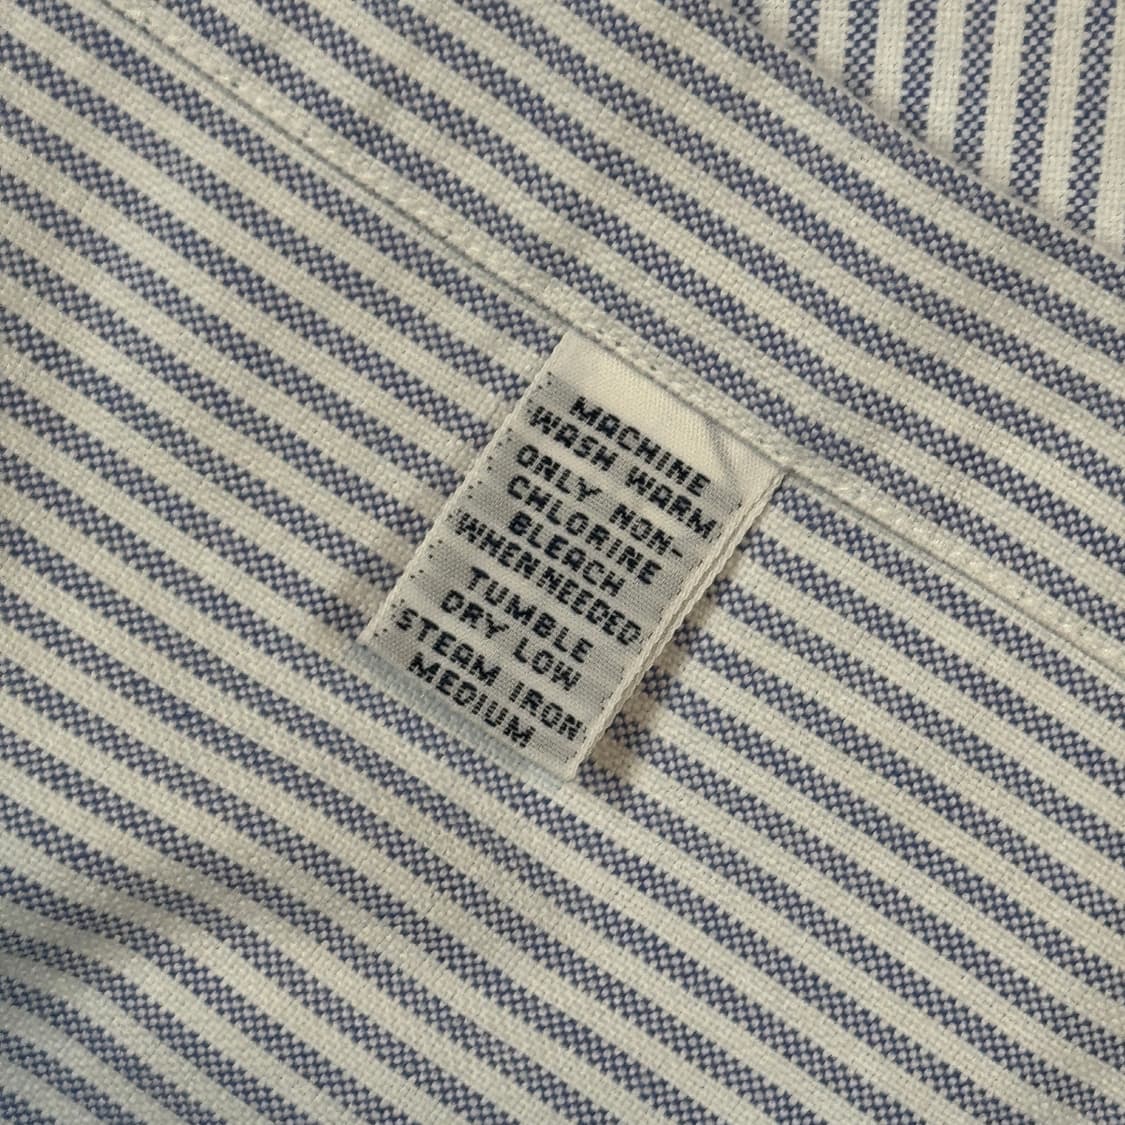 MACHINE
WASH WARM
ONLY NON-
CHLORINE
BLEACH
WHEN NEEDED
TUMBLE
DRY LOW
STEAM IRON
MEDIUM